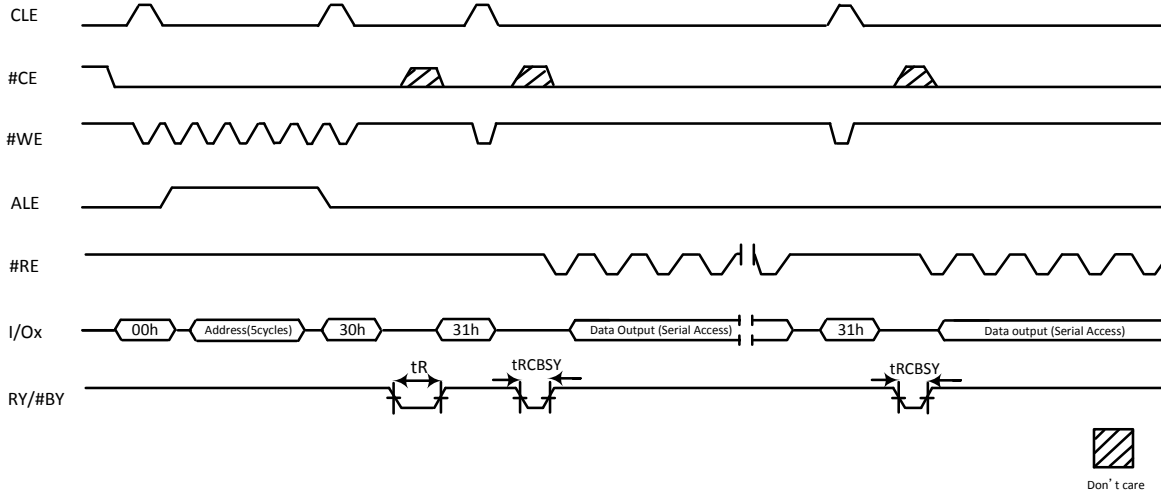 CLE
#CE
#WE
ALE
#RE
I/Ox
00h
Address(5cycles)
30h
31h
Data Output (Serial Access)
31h
Data output (Serial Access)
RY/#BY
tR
tRCBSY
tRCBSY
Don't care